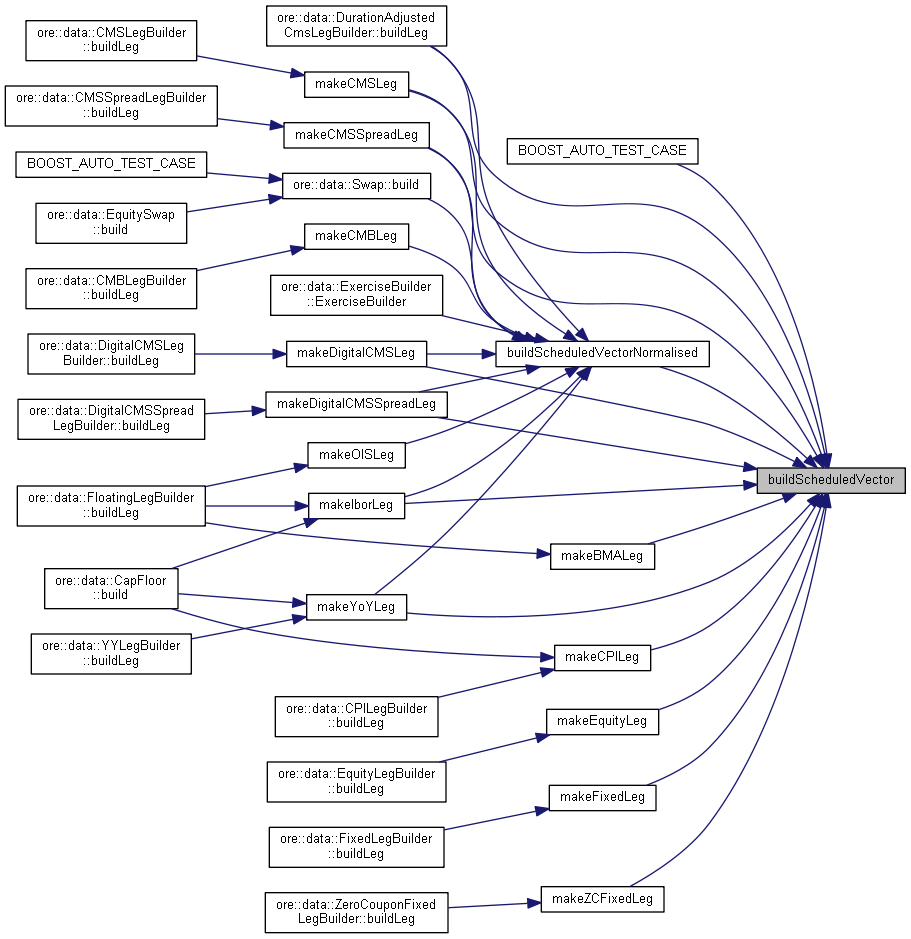 ore::data::DurationAdjusted
CmsLegBuilder::buildLeg
ore::data::CMSLegBuilder
::buildLeg
makeCMSLeg
ore::data::CMSSpreadLegBuilder
::buildLeg
makeCMSSpreadLeg
BOOST_AUTO_TEST_CASE
BOOST_AUTO_TEST_CASE
ore::data::Swap::build
ore::data::EquitySwap
::build
makeCMBLeg
ore::data::CMBLegBuilder
::buildLeg
ore::data::ExerciseBuilder
::ExerciseBuilder
ore::data::DigitalCMSLeg
Builder::buildLeg
makeDigitalCMSLeg
buildScheduledVectorNormalised
ore::data::DigitalCMSSpread
LegBuilder::buildLeg
makeDigitalCMSSpreadLeg
makeOISLeg
buildScheduledVector
ore::data::FloatingLegBuilder
::buildLeg
makeIborLeg
makeBMALeg
ore::data::CapFloor
::build
makeYoYLeg
ore::data::YYLegBuilder
::buildLeg
makeCPILeg
ore::data::CPILegBuilder
::buildLeg
makeEquityLeg
ore::data::EquityLegBuilder
::buildLeg
makeFixedLeg
ore::data::FixedLegBuilder
::buildLeg
makeZCFixedLeg
ore::data::ZeroCouponFixed
LegBuilder::buildLeg